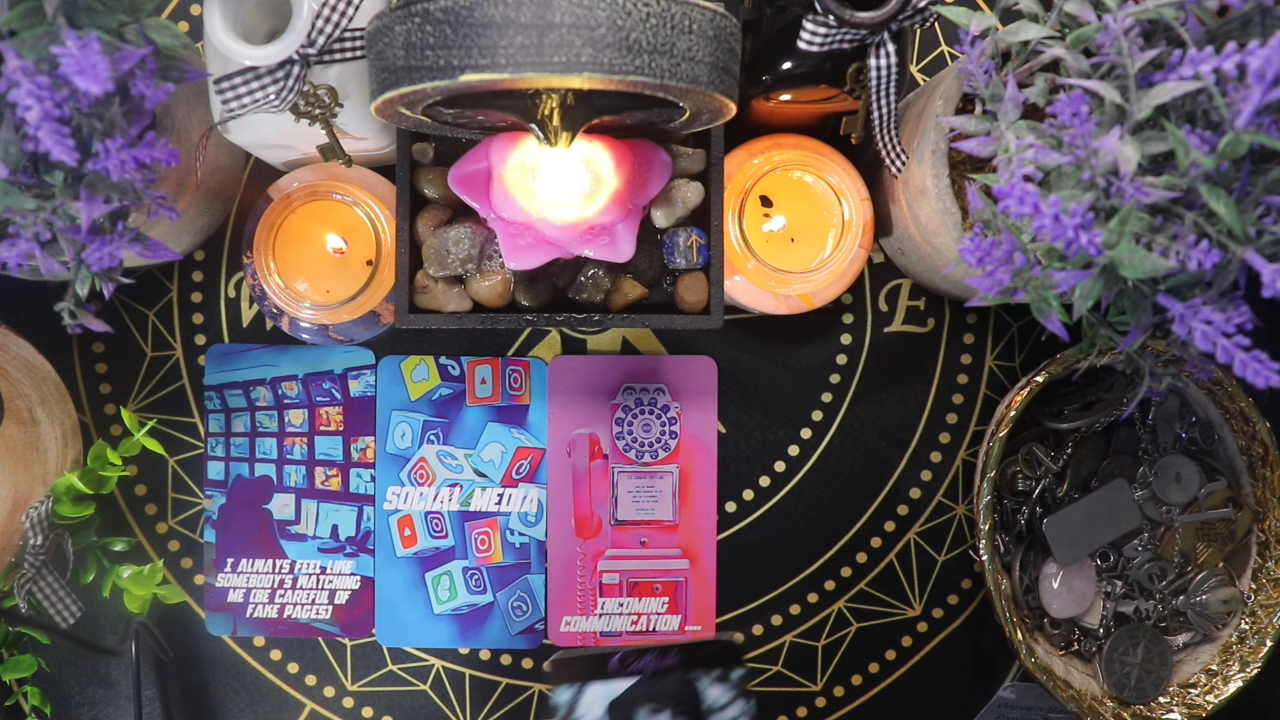 E
I ALWAYS FEEL LIKE
SOMEBODY'S WATCHING
ME (BE CAREFUL OF
FAKE PAGES)
SOCIAL MEDIA
INCOMING
COMMUNICATION ....